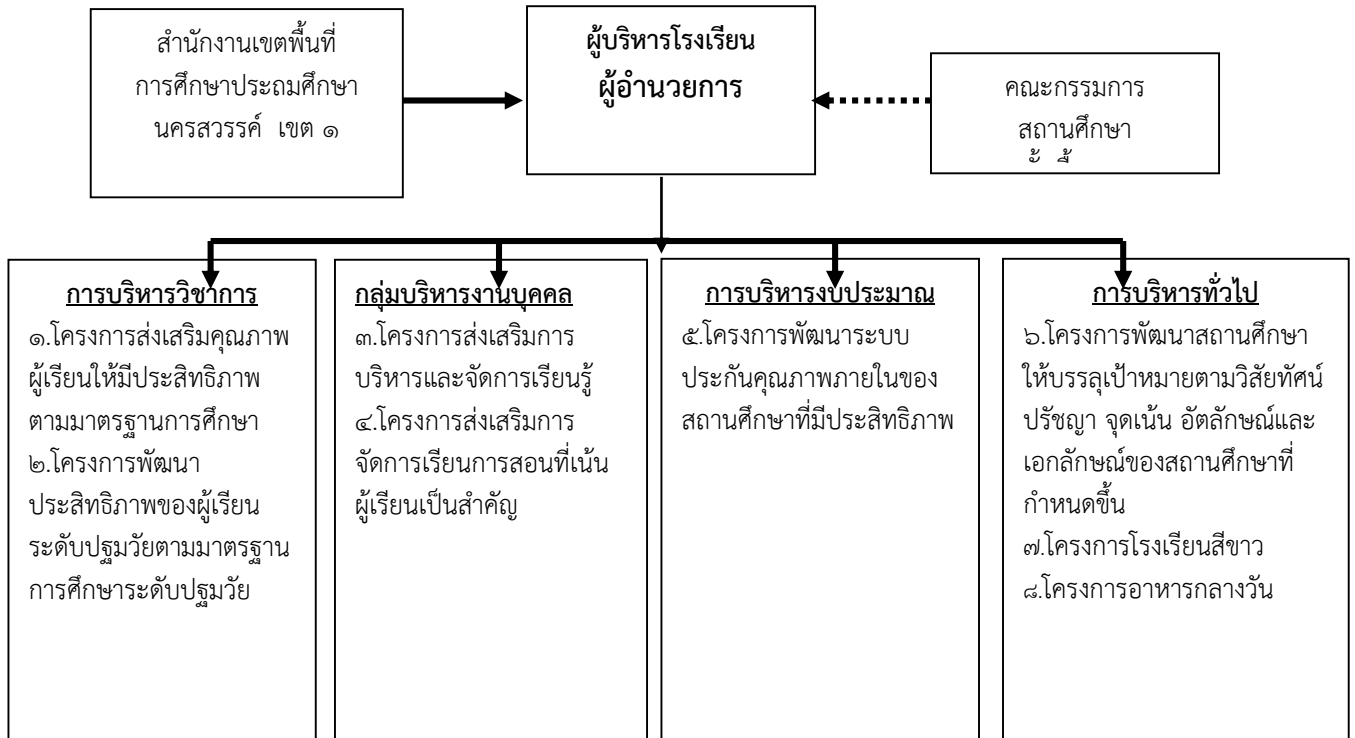 สำนักงานเขตพื้นที่
การศึกษาประถมศึกษา
นครสวรรค์ เขต ๑
ผู้บริหารโรงเรียน
ผู้อำนวยการ
คณะกรรมการ
สถานศึกษา
การบริหารวิชาการ
๑.โครงการส่งเสริมคุณภาพ
ผู้เรียนให้มีประสิทธิภาพ
ตามมาตรฐานการศึกษา
๒.โครงการพัฒนา
ประสิทธิภาพของผู้เรียน
ระดับปฐมวัยตามมาตรฐาน
การศึกษาระดับปฐมวัย
กลุ่มบริหารงานบุคคล
๓.โครงการส่งเสริมการ
บริหารและจัดการเรียนรู้
๔.โครงการส่งเสริมการ
จัดการเรียนการสอนที่เน้น
ผู้เรียนเป็นสำคัญ
การบริหารงบประมาณ
๕.โครงการพัฒนาระบบ
ประกันคุณภาพภายในของ
สถานศึกษาที่มีประสิทธิภาพ
การบริหารทั่วไป
๖.โครงการพัฒนาสถานศึกษา
ให้บรรลุเป้าหมายตามวิสัยทัศน์
ปรัชญา จุดเน้น อัตลักษณ์และ
เอกลักษณ์ของสถานศึกษาที่
กำหนดขึ้น
๗.โครงการโรงเรียนสีขาว
๘.โครงการอาหารกลางวัน